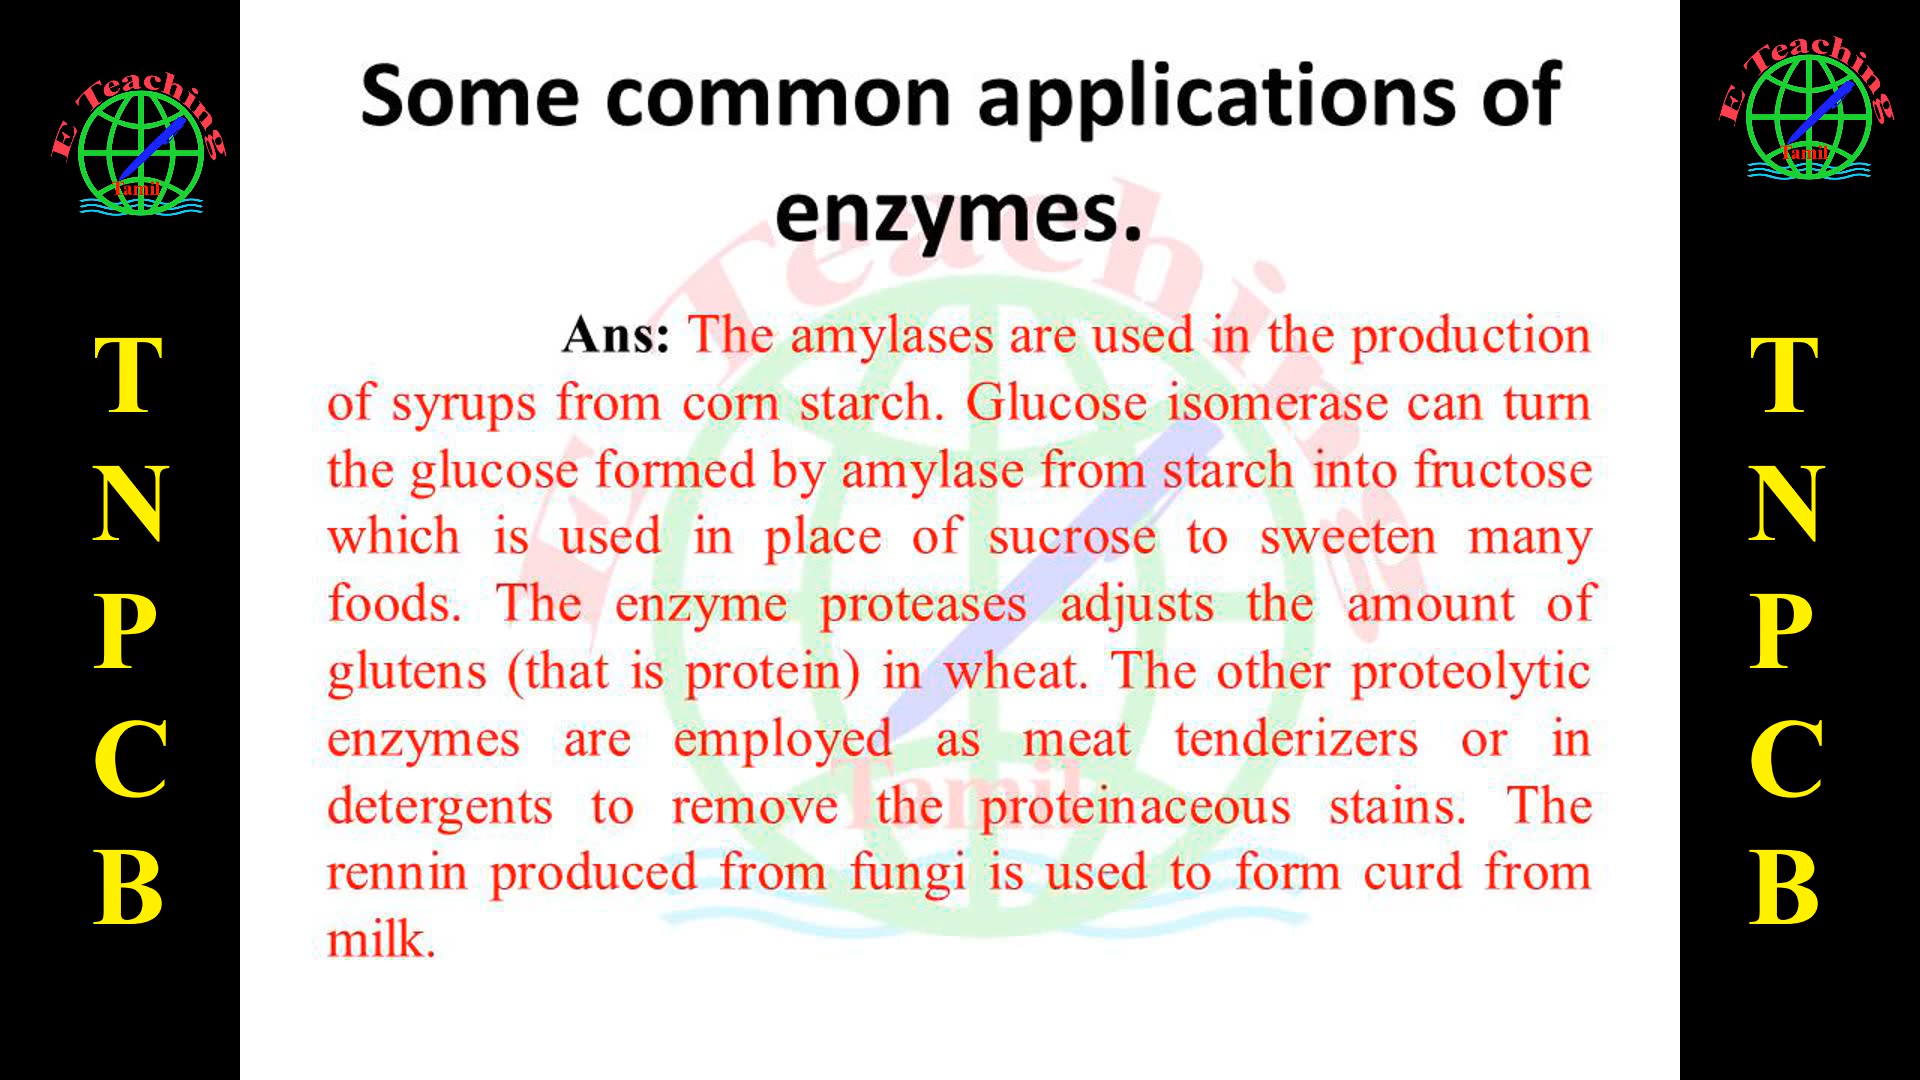 E Teaching
Tamil
T
N
P
C
B
Some common applications of
enzymes.
Ans: The amylases are used in the production
of syrups from corn starch. Glucose isomerase can turn
the glucose formed by amylase from starch into fructose
which is used in place of sucrose to sweeten many
foods. The enzyme proteases adjusts the amount of
glutens (that is protein) in wheat. The other proteolytic
enzymes are employed as meat tenderizers or in
detergents to remove the proteinaceous stains. The
rennin produced from fungi is used to form curd from
milk.
E Teaching
Tamil
E Teaching
Tamil
T
N
P
C
B